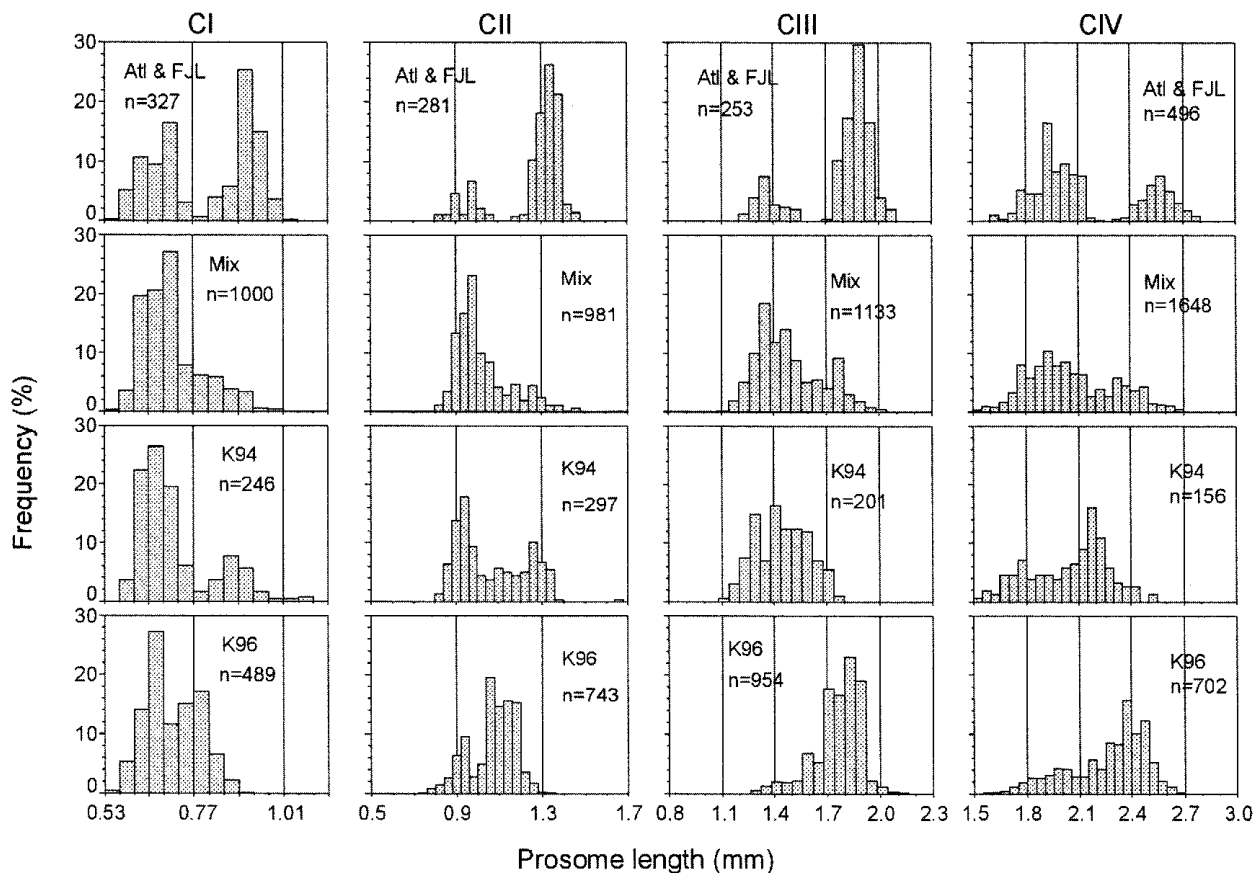 CI CII CIII CIV
30 Atl & FJL Atl & FJL Atl & FJL Atl & FJL
n=327 n=281 n=253 n=496
20
10
0
30
Mix Mix Mix Mix
n=1000 n=981 n=1133 n=1648
20
10
0
30
K94 K94 K94 K94
n=246 n=297 n=201 n=156
20
10
0
30
K96 K96 K96 K96
n=489 n=743 n=954 n=702
20
10
0
0.53 0.77 1.01 0.5 0.9 1.3 1.7 0.8 1.1 1.4 1.7 2.0 2.3 1.5 1.8 2.1 2.4 2.7 3.0
Frequency (%)
Prosome length (mm)